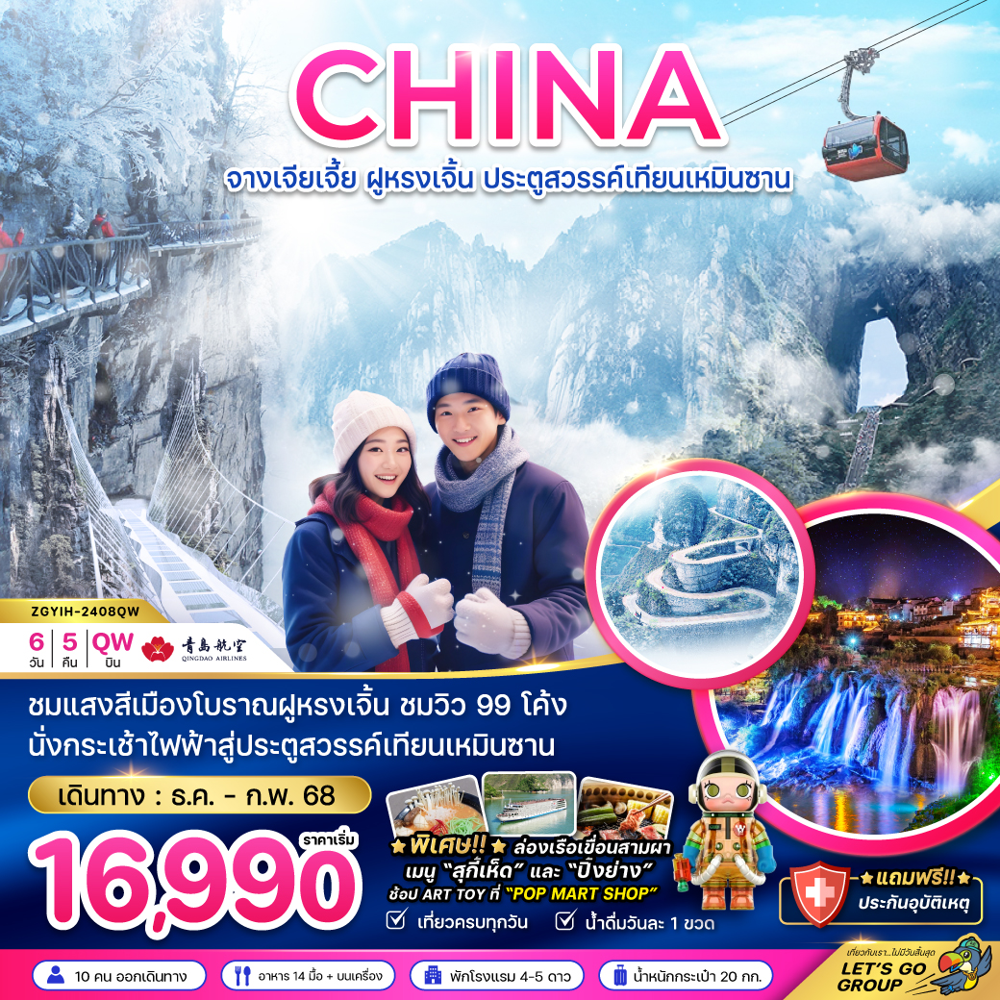 CHINA
จางเจียเจี้ย ฝูหรงเจิ้น ประตูสวรรค์เทียนเหมินซาน
ZGYIH-2408QW
6 วัน 5 คืน QW บิน
青島航空
QINGDAO AIRLINES
ชมแสงสีเมืองโบราณฝูหรงเจิ้น ชมวิว 99 โค้ง
นั่งกระเช้าไฟฟ้าสู่ประตูสวรรค์เทียนเหมินซาน
เดินทาง : ธ.ค. - ก.พ. 68
ราคาเริ่ม
16,990
พิเศษ!! ล่องเรือเขื่อนสามผา
เมนู "สุกี้เห็ด" และ "ปิ้งย่าง"
ช้อป ART TOY ที่ "POP MART SHOP"
เที่ยวครบทุกวัน น้ำดื่มวันละ 1 ขวด
แถมฟรี!!
ประกันอุบัติเหตุ
10 คน ออกเดินทาง
อาหาร 14 มื้อ + บนเครื่อง
พักโรงแรม 4-5 ดาว
น้ำหนักกระเป๋า 20 กก.
เที่ยวกับเรา...ไม่มีวันสิ้นสุด
LET'S GO
GROUP